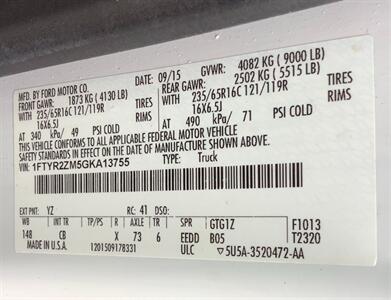 MFD. BY FORD MOTOR CO.
09/15 GVWR: 4082 KG ( 9000 LB)
FRONT GAWR: 1873 KG ( 4130 LB)
REAR GAWR: 2502 KG ( 5515 LB)
WITH 235/65R16C 121/119R TIRES
WITH 235/65R16C 121/119R TIRES
16X6.5J RIMS
16X6.5J RIMS
AT 340 kPa/ 49 PSI COLD
AT 490 kPa/ 71 PSI COLD
THIS VEHICLE CONFORMS TO ALL APPLICABLE FEDERAL MOTOR VEHICLE
SAFETY STANDARDS IN EFFECT ON THE DATE OF MANUFACTURE SHOWN ABOVE.
VIN: 1FTYR2ZM5GKA13755
TYPE: Truck
EXT PNT: YZ RC: 41 DSO:
WB INT TR TP/PS R AXLE TR SPR
148 CB X 73 6 EEDD
GTG1Z F1013
B05 T2320
MADE IN U.S.A. 1201509178331 ULC 5U5A-3520472-AA